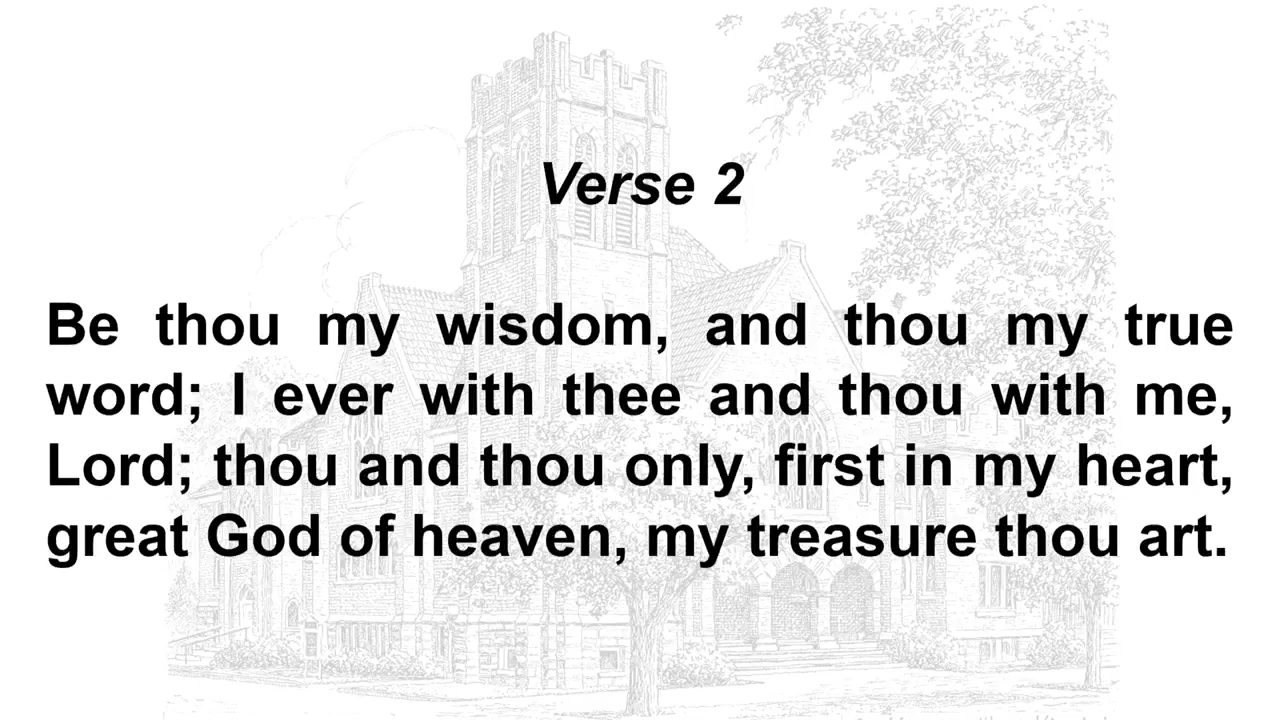 Verse 2
Be thou my wisdom, and thou my true
word; I ever with thee and thou with me,
Lord; thou and thou only, first in my heart,
great God of heaven, my treasure thou art.